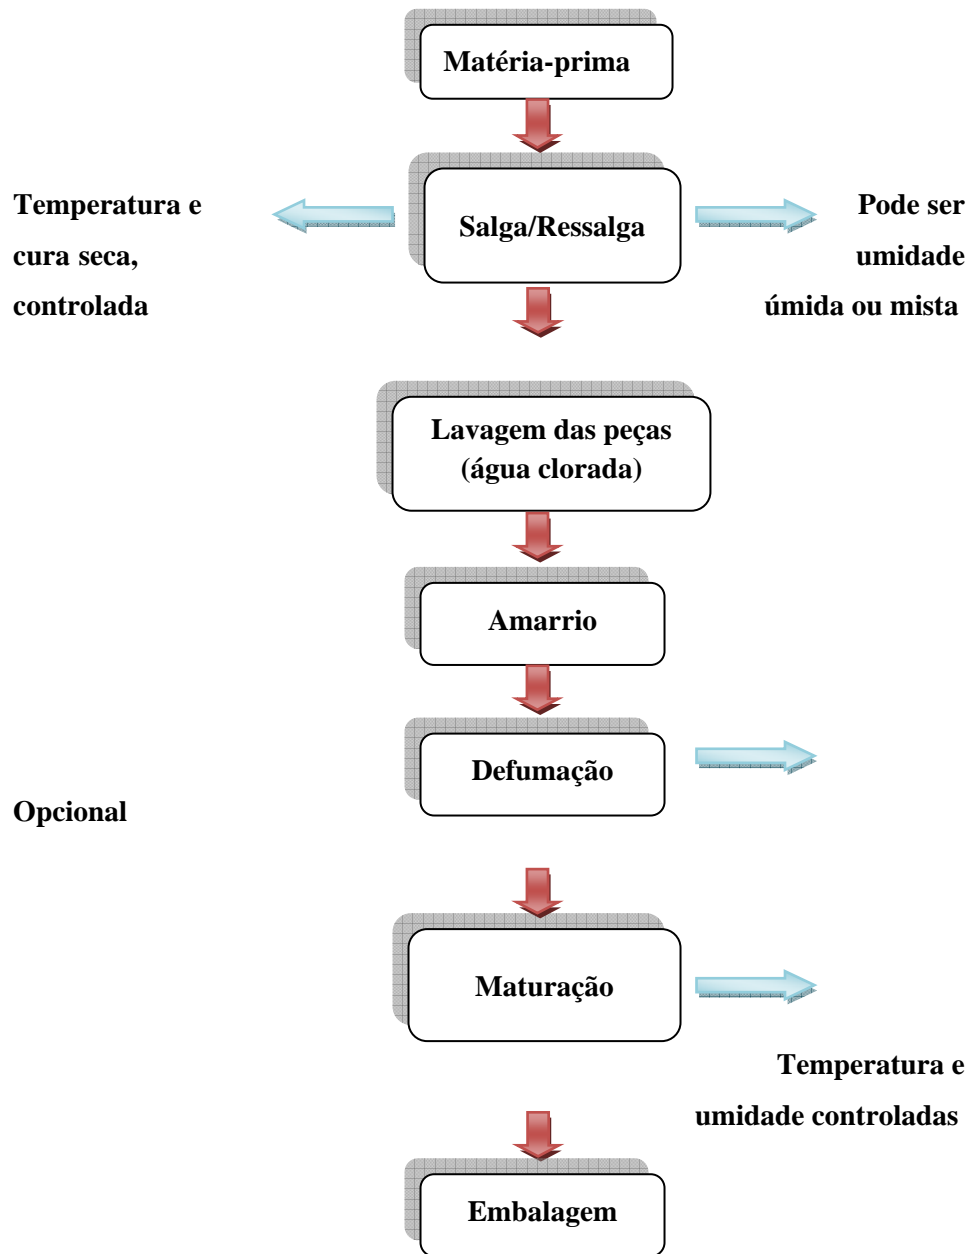 Matéria-prima
Temperatura e
cura seca,
controlada
Salga/Ressalga
Pode ser
umidade
úmida ou mista
Lavagem das peças
(água clorada)
Amarrio
Defumação
Opcional
Maturação
Temperatura e
umidade controladas
Embalagem